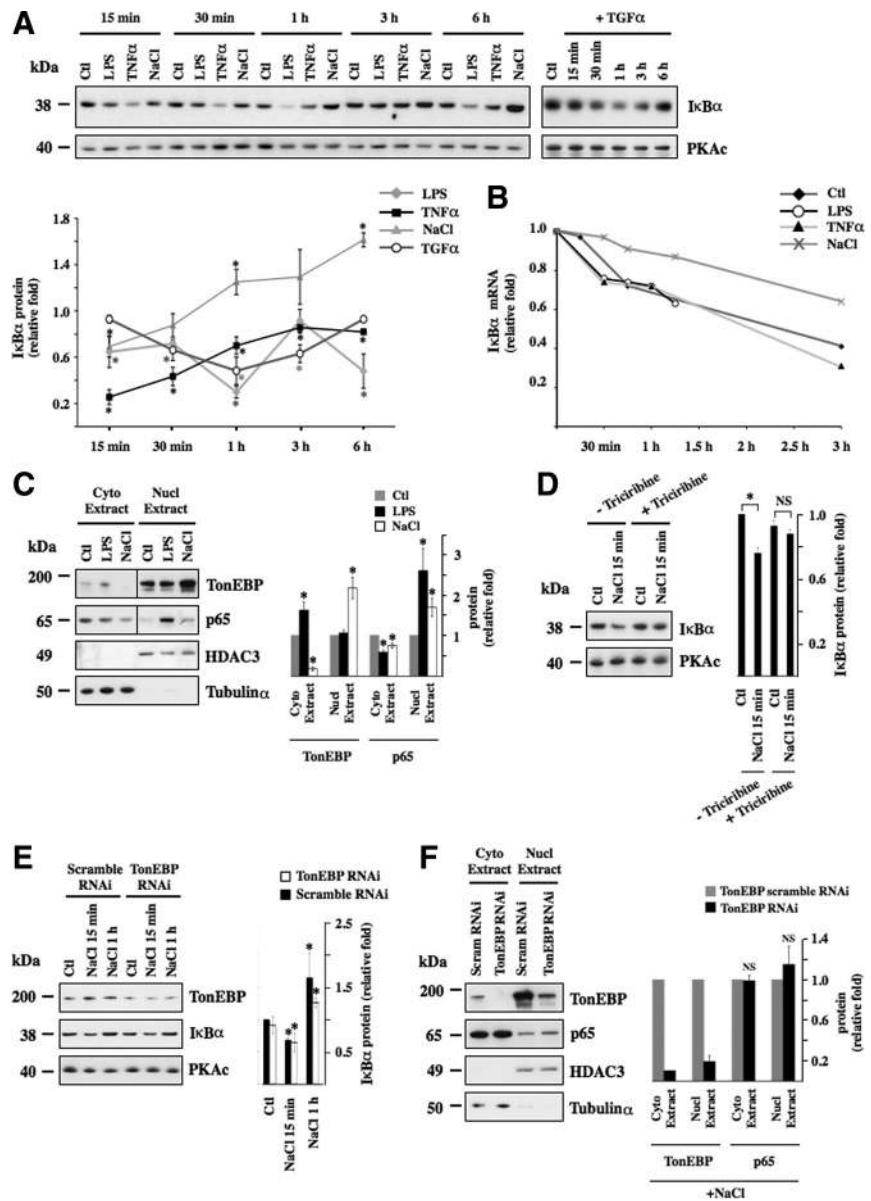 A
15 min 30 min 1 h 3 h 6 h + TGFα
kDa
Ctl LPS TNFα NaCl Ctl LPS TNFα NaCl Ctl LPS TNFα NaCl Ctl LPS TNFα NaCl Ctl LPS TNFα NaCl Ctl 15 min 30 min 1 h 3 h 6 h
38 IκBα
40 PKAc
LPS
TNFα
NaCl
TGFα
IκBα protein
(relative fold)
1.8
1.4
1.0
0.6
0.2
* * * * * * * * * * * * * *
15 min 30 min 1 h 3 h 6 h
B
Ctl
LPS
TNFα
NaCl
IκBα mRNA
(relative fold)
1.0
0.8
0.6
0.4
0.2
30 min 1 h 1.5 h 2 h 2.5 h 3 h
C
Cyto Nucl
Extract Extract
kDa
Ctl LPS NaCl Ctl LPS NaCl
200 TonEBP
65 p65
49 HDAC3
50 Tubulinα
Ctl
LPS
NaCl
3
2
1
protein
(relative fold)
* * * * * * *
Cyto Extract Nucl Extract Cyto Extract Nucl Extract
TonEBP p65
D
- Triciribine
+ Triciribine
kDa
Ctl NaCl 15 min Ctl NaCl 15 min
38 IκBα
40 PKAc
* NS
1.0
0.6
0.2
IκBα protein (relative fold)
Ctl NaCl 15 min Ctl NaCl 15 min
- Triciribine
+ Triciribine
E
Scramble TonEBP
RNAi RNAi
kDa
Ctl NaCl 15 min NaCl 1 h Ctl NaCl 15 min NaCl 1 h
200 TonEBP
38 IκBα
40 PKAc
TonEBP RNAi
Scramble RNAi
2.5
1.5
0.5
IκBα protein (relative fold)
* * * *
Ctl NaCl 15 min NaCl 1 h
F
Cyto Nucl
Extract Extract
kDa
Scram RNAi TonEBP RNAi Scram RNAi TonEBP RNAi
200 TonEBP
65 p65
49 HDAC3
50 Tubulinα
TonEBP scramble RNAi
TonEBP RNAi
NS NS
1.4
1.0
0.6
0.2
protein
(relative fold)
Cyto Extract Nucl Extract Cyto Extract Nucl Extract
TonEBP p65
+NaCl